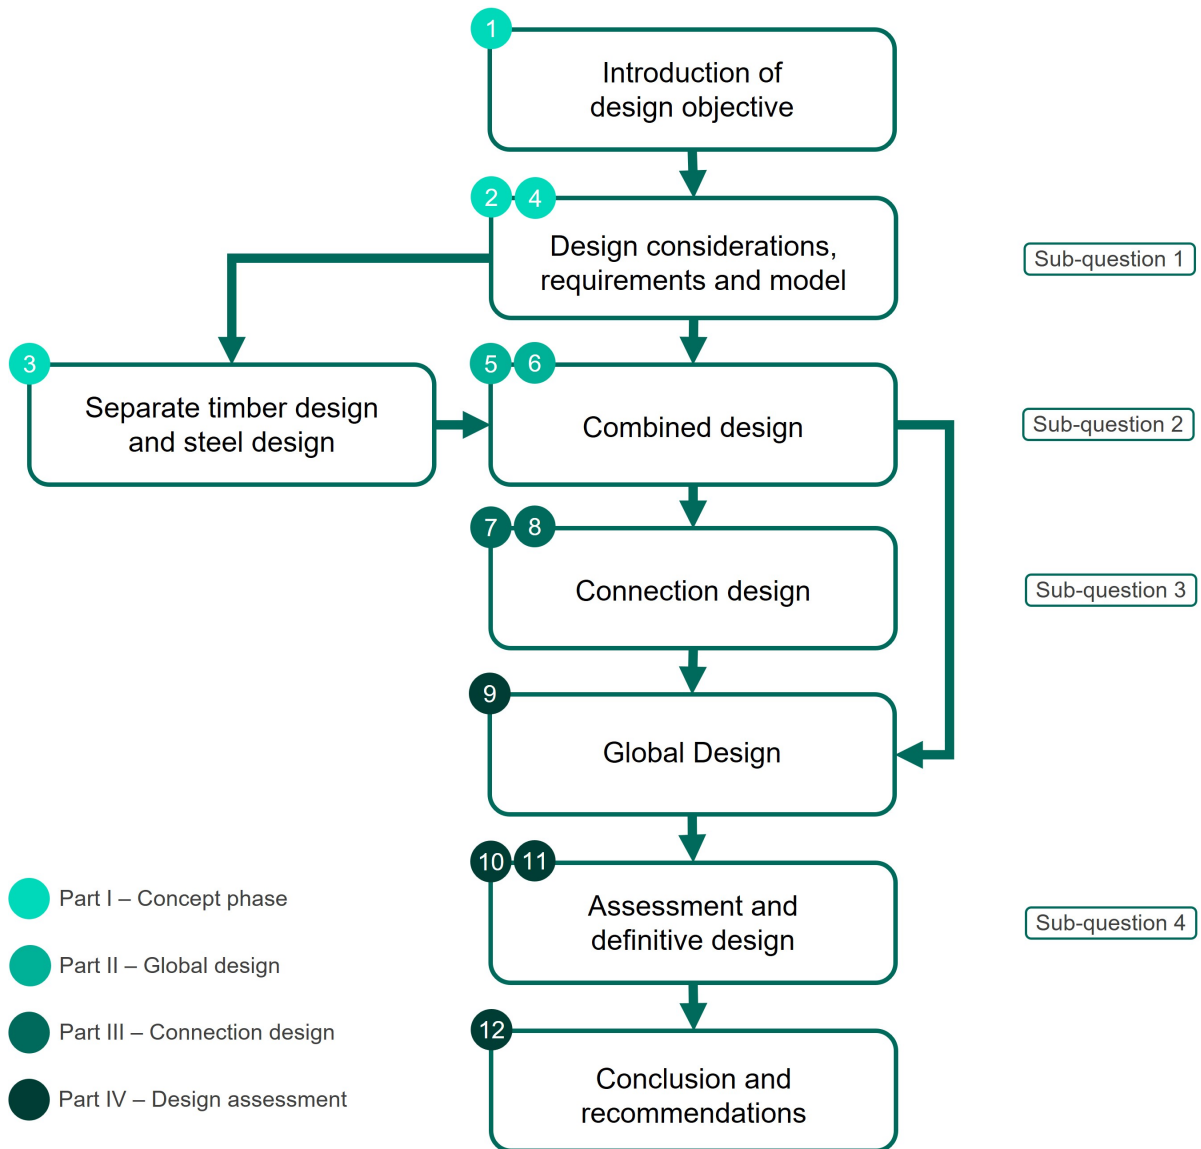 1
Introduction of
design objective
2 4
Design considerations,
requirements and model
Sub-question 1
3
Separate timber design
and steel design
5 6
Combined design
Sub-question 2
7 8
Connection design
Sub-question 3
9
Global Design
10 11
Assessment and
definitive design
Sub-question 4
12
Conclusion and
recommendations
Part I – Concept phase
Part II – Global design
Part III – Connection design
Part IV – Design assessment